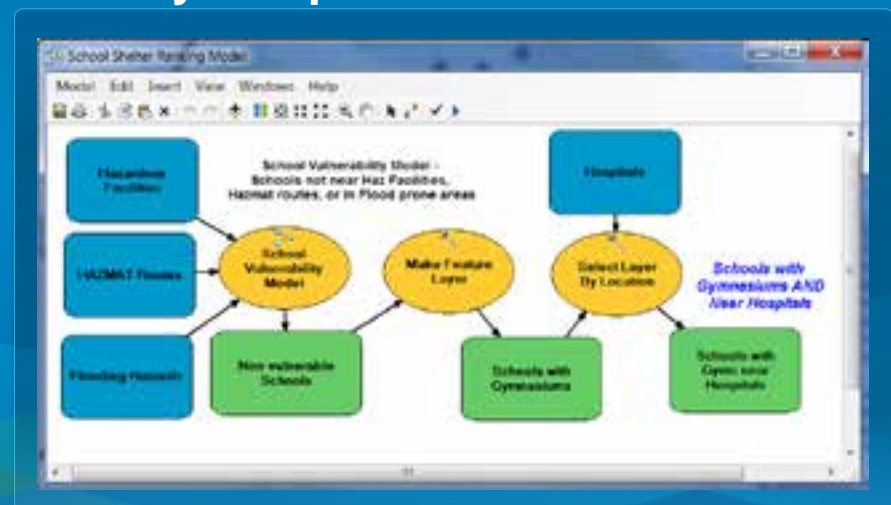 School Shelter Ranking Model
Model Edit Insert View Windows Help
Hazardous
Facilities
School Vulnerability Model -
Schools not near Haz Facilities,
Hazmat routes, or in Flood prone areas
Hospitals
HAZMAT Routes
School
Vulnerability
Model
Make Feature
Layer
Select Layer
By Location
Schools with
Gymnasiums AND
Near Hospitals
Flooding Hazards
Non vulnerable
Schools
Schools with
Gymnasiums
Schools with
Gyms near
Hospitals